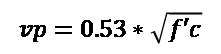 vp = 0.53 * √f'c